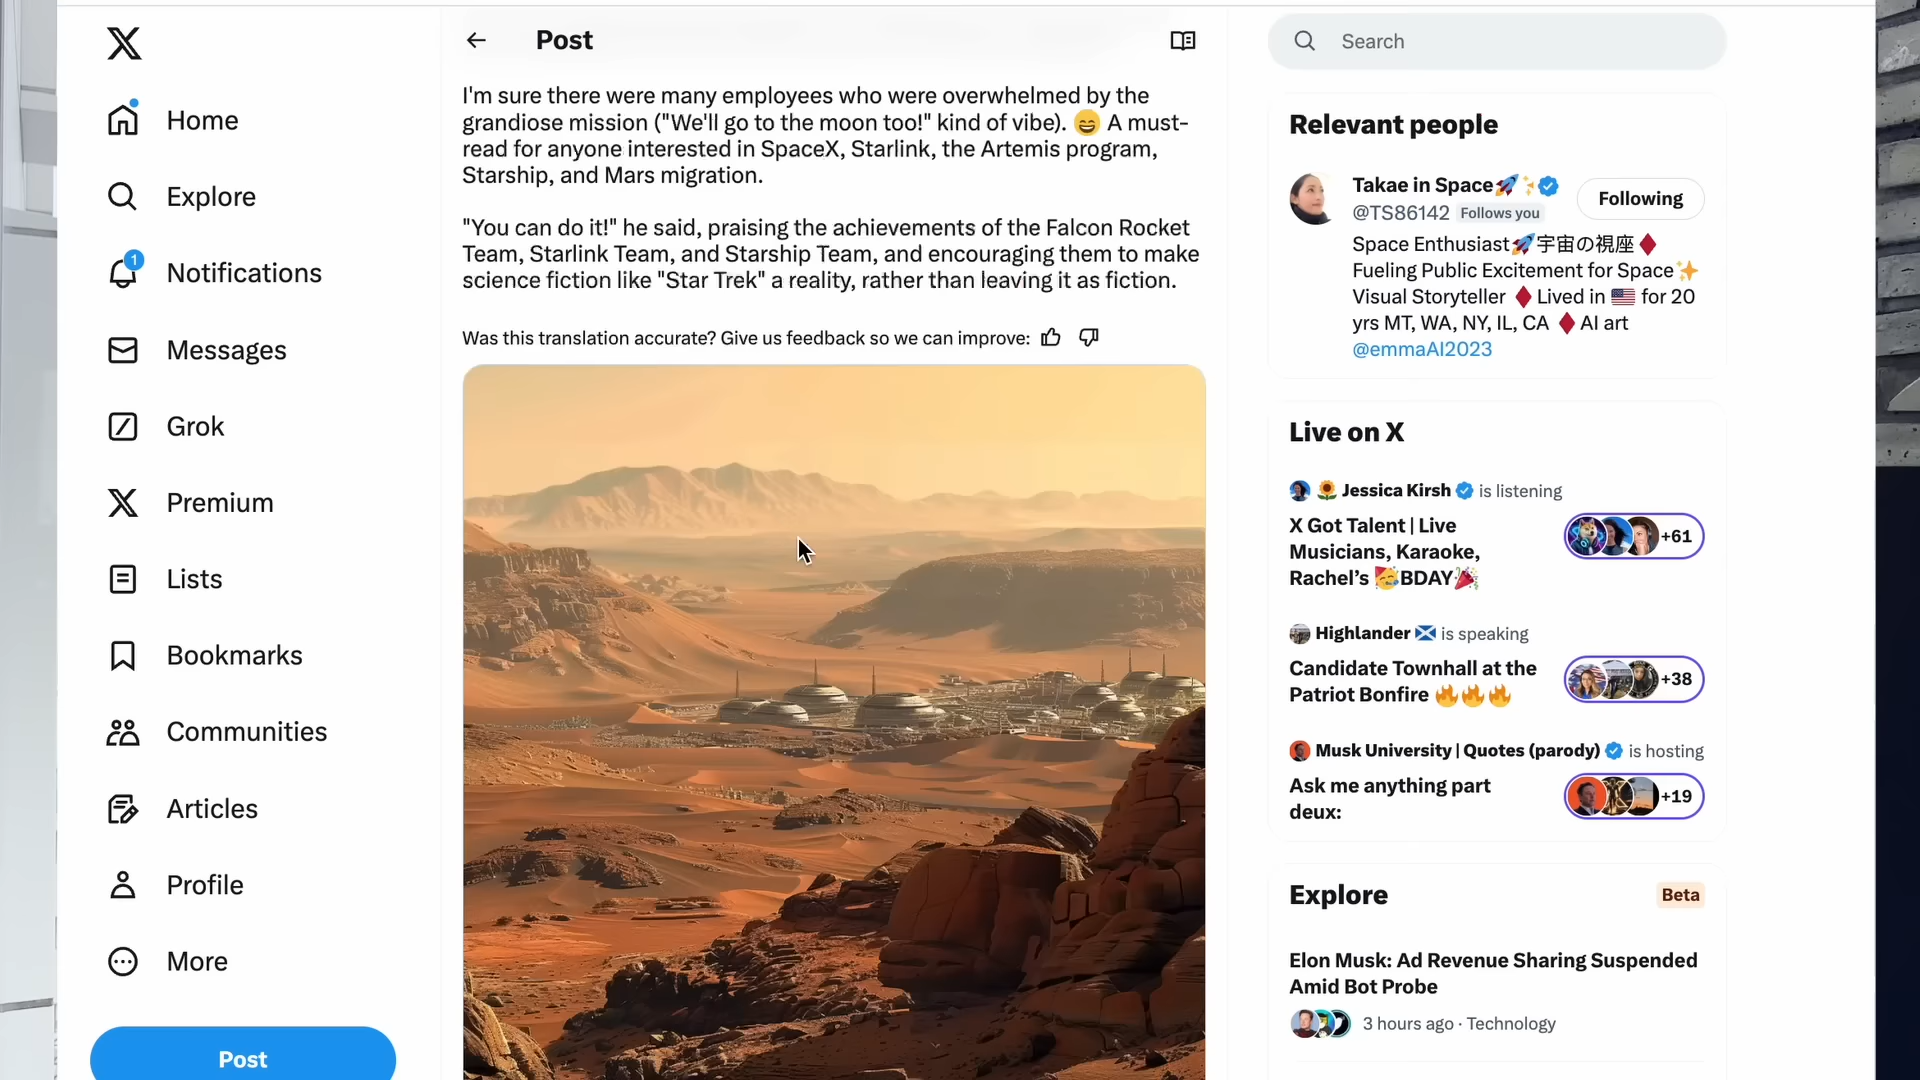 Post
Search
Home
Explore
Notifications
1
Messages
Grok
Premium
Lists
Bookmarks
Communities
Articles
Profile
More
Post
I'm sure there were many employees who were overwhelmed by the
grandiose mission ("We'll go to the moon too!" kind of vibe). 😄 A must-
read for anyone interested in SpaceX, Starlink, the Artemis program,
Starship, and Mars migration.
"You can do it!" he said, praising the achievements of the Falcon Rocket
Team, Starlink Team, and Starship Team, and encouraging them to make
science fiction like "Star Trek" a reality, rather than leaving it as fiction.
Was this translation accurate? Give us feedback so we can improve:
Relevant people
Takae in Space🚀✨
@TS86142 Follows you
Following
Space Enthusiast🚀宇宙の視座♦️
Fueling Public Excitement for Space✨
Visual Storyteller ♦️Lived in 🇺🇸 for 20
yrs MT, WA, NY, IL, CA ♦️AI art
@emmaAI2023
Live on X
🌻 Jessica Kirsh is listening
X Got Talent | Live
Musicians, Karaoke,
Rachel’s 🥳BDAY🎉
+61
Highlander 🏴󠁧󠁢󠁳󠁣󠁴󠁿 is speaking
Candidate Townhall at the
Patriot Bonfire 🔥🔥🔥
+38
Musk University | Quotes (parody) is hosting
Ask me anything part
deux:
+19
Explore
Beta
Elon Musk: Ad Revenue Sharing Suspended
Amid Bot Probe
3 hours ago · Technology